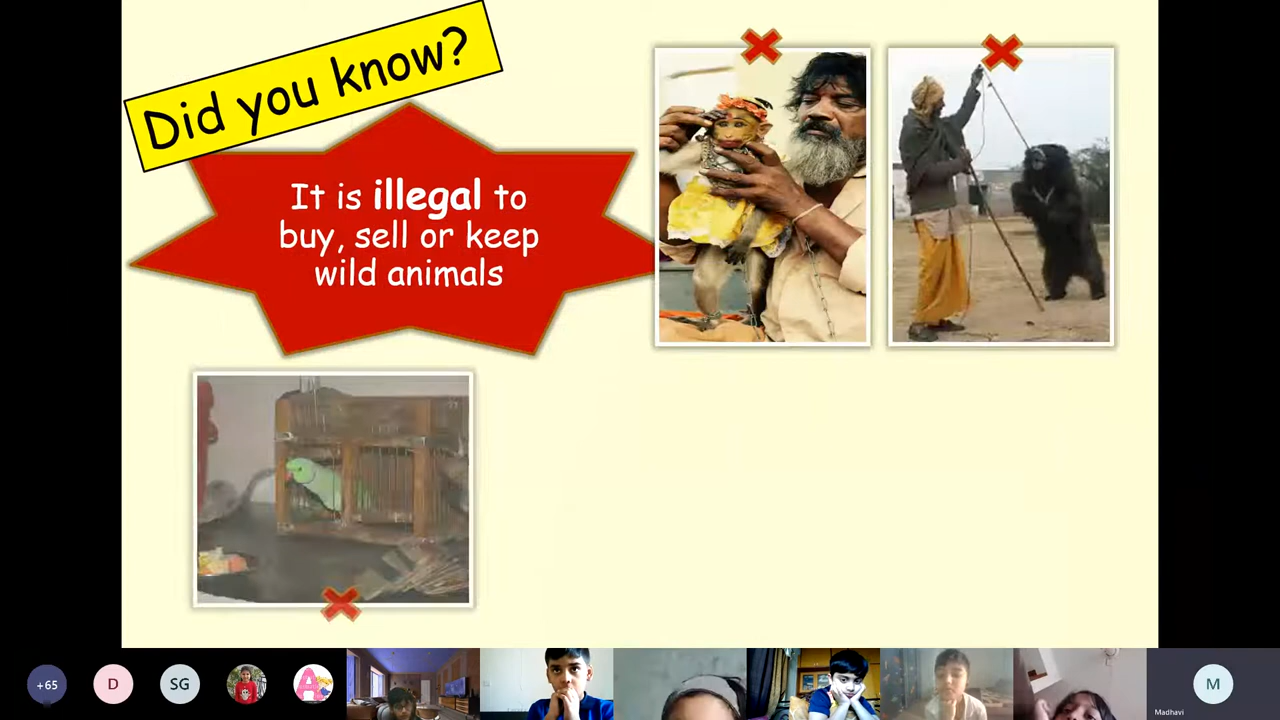 Did you know?
It is illegal to
buy, sell or keep
wild animals
+65
D
SG
A
M
Madhavi